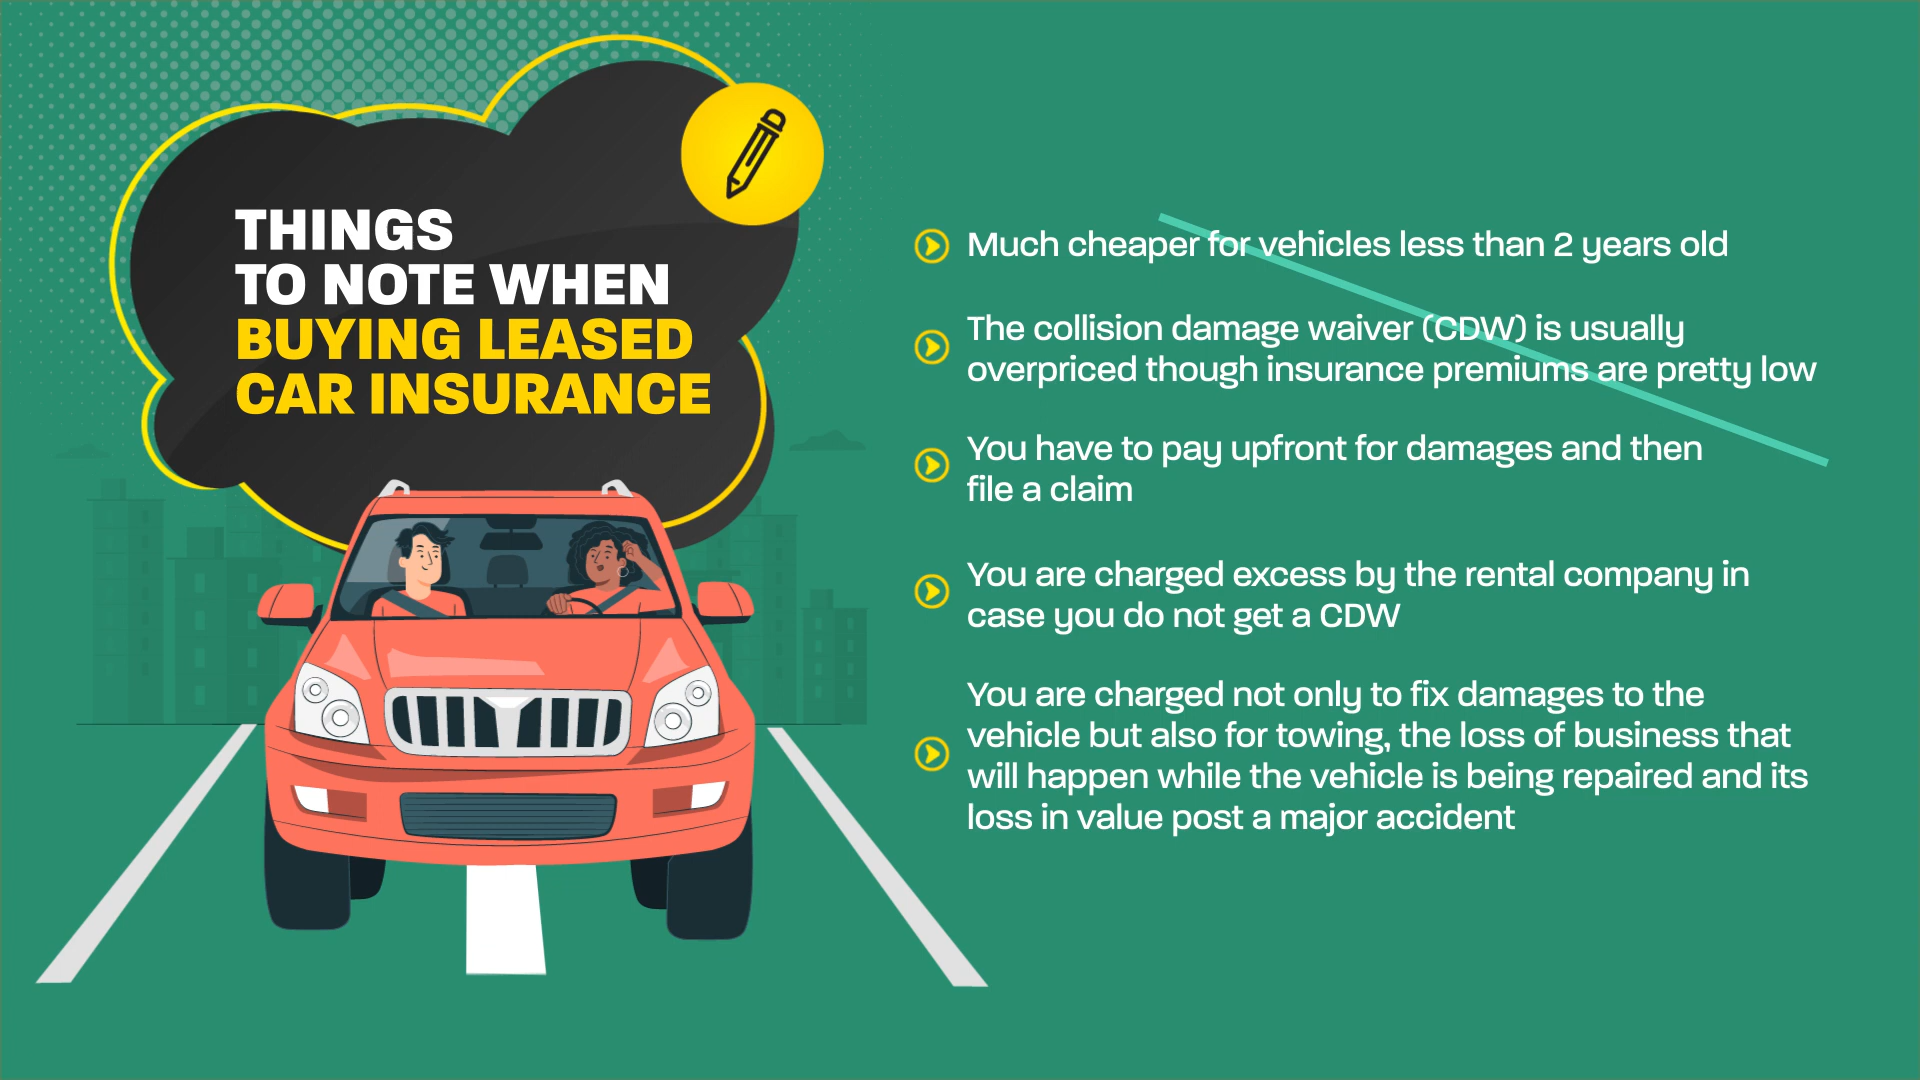 THINGS
TO NOTE WHEN
BUYING LEASED
CAR INSURANCE
Much cheaper for vehicles less than 2 years old
The collision damage waiver (CDW) is usually
overpriced though insurance premiums are pretty low
You have to pay upfront for damages and then
file a claim
You are charged excess by the rental company in
case you do not get a CDW
You are charged not only to fix damages to the
vehicle but also for towing, the loss of business that
will happen while the vehicle is being repaired and its
loss in value post a major accident